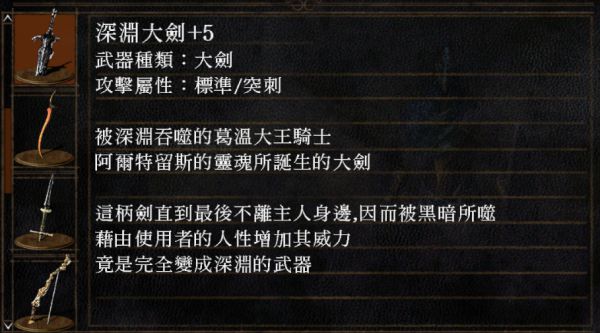 深淵大劍+5
武器種類：大劍
攻擊屬性：標準/突刺
被深淵吞噬的葛溫大王騎士
阿爾特留斯的靈魂所誕生的大劍
這柄劍直到最後不離主人身邊,因而被黑暗所噬
藉由使用者的人性增加其威力
竟是完全變成深淵的武器